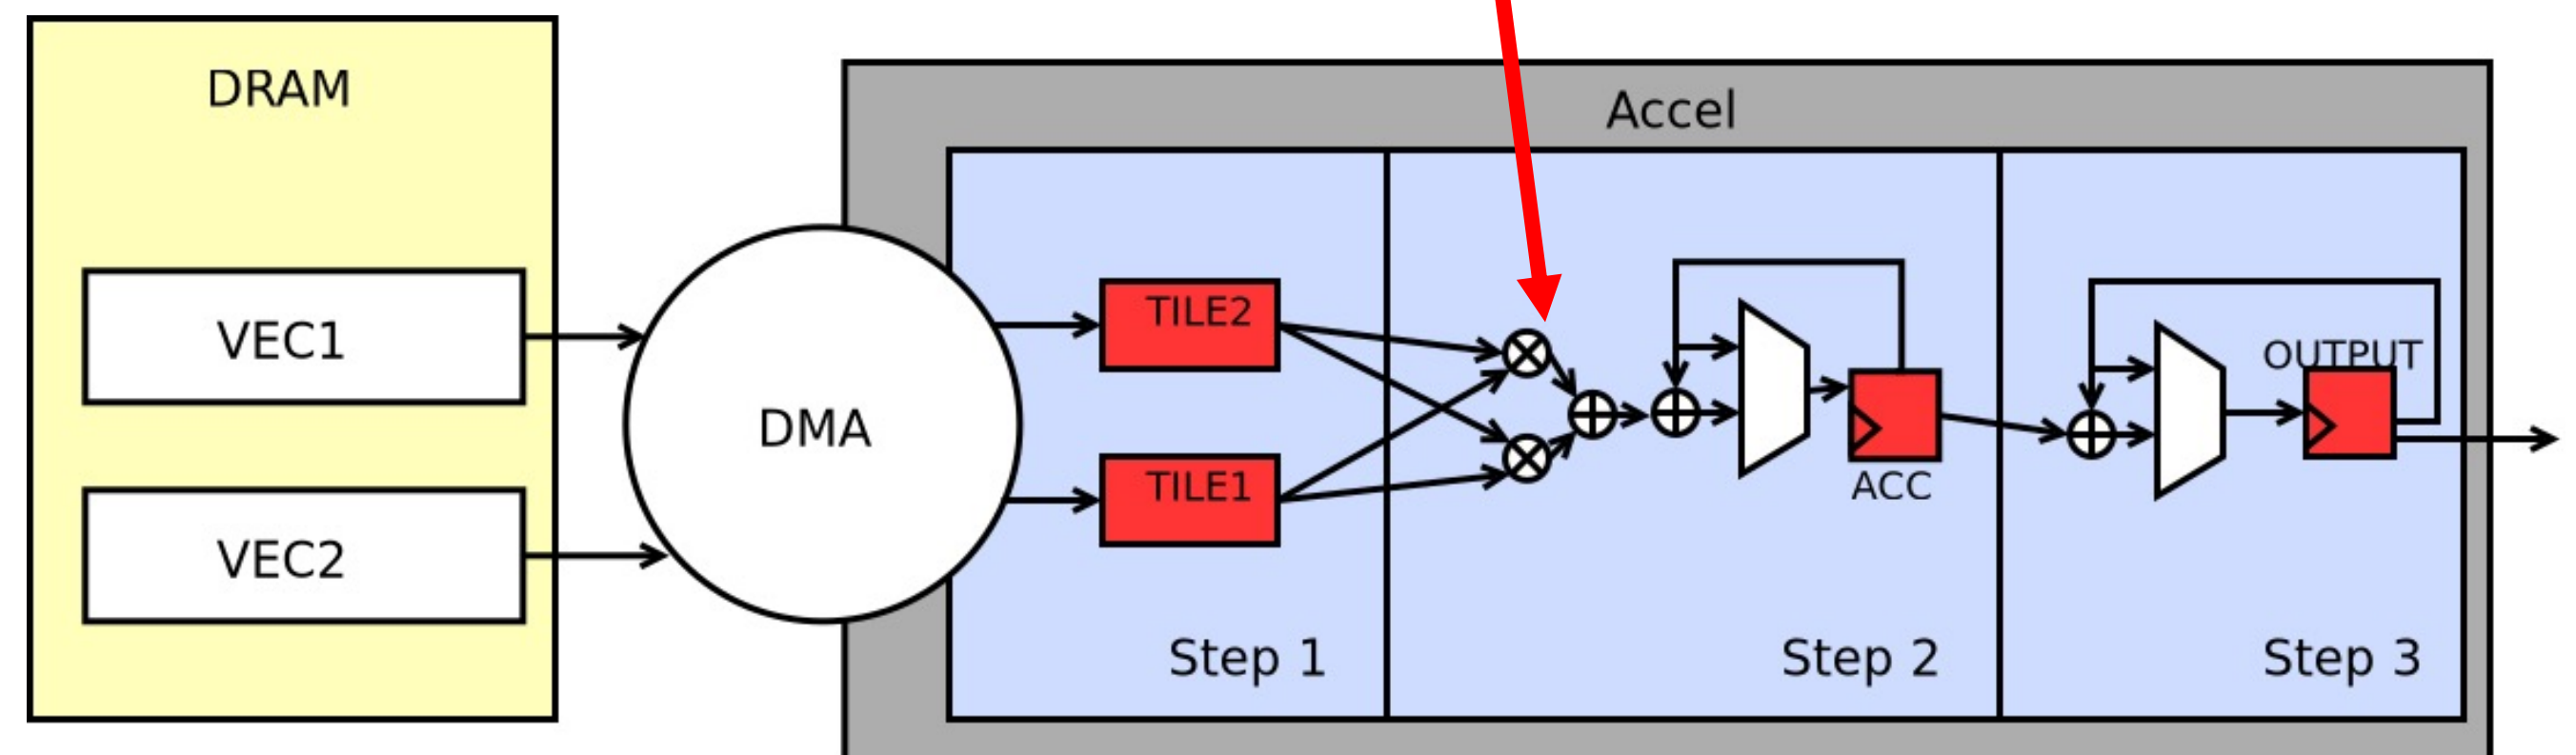 DRAM
VEC1
VEC2
DMA
Accel
TILE2
TILE1
Step 1
ACC
Step 2
OUTPUT
Step 3